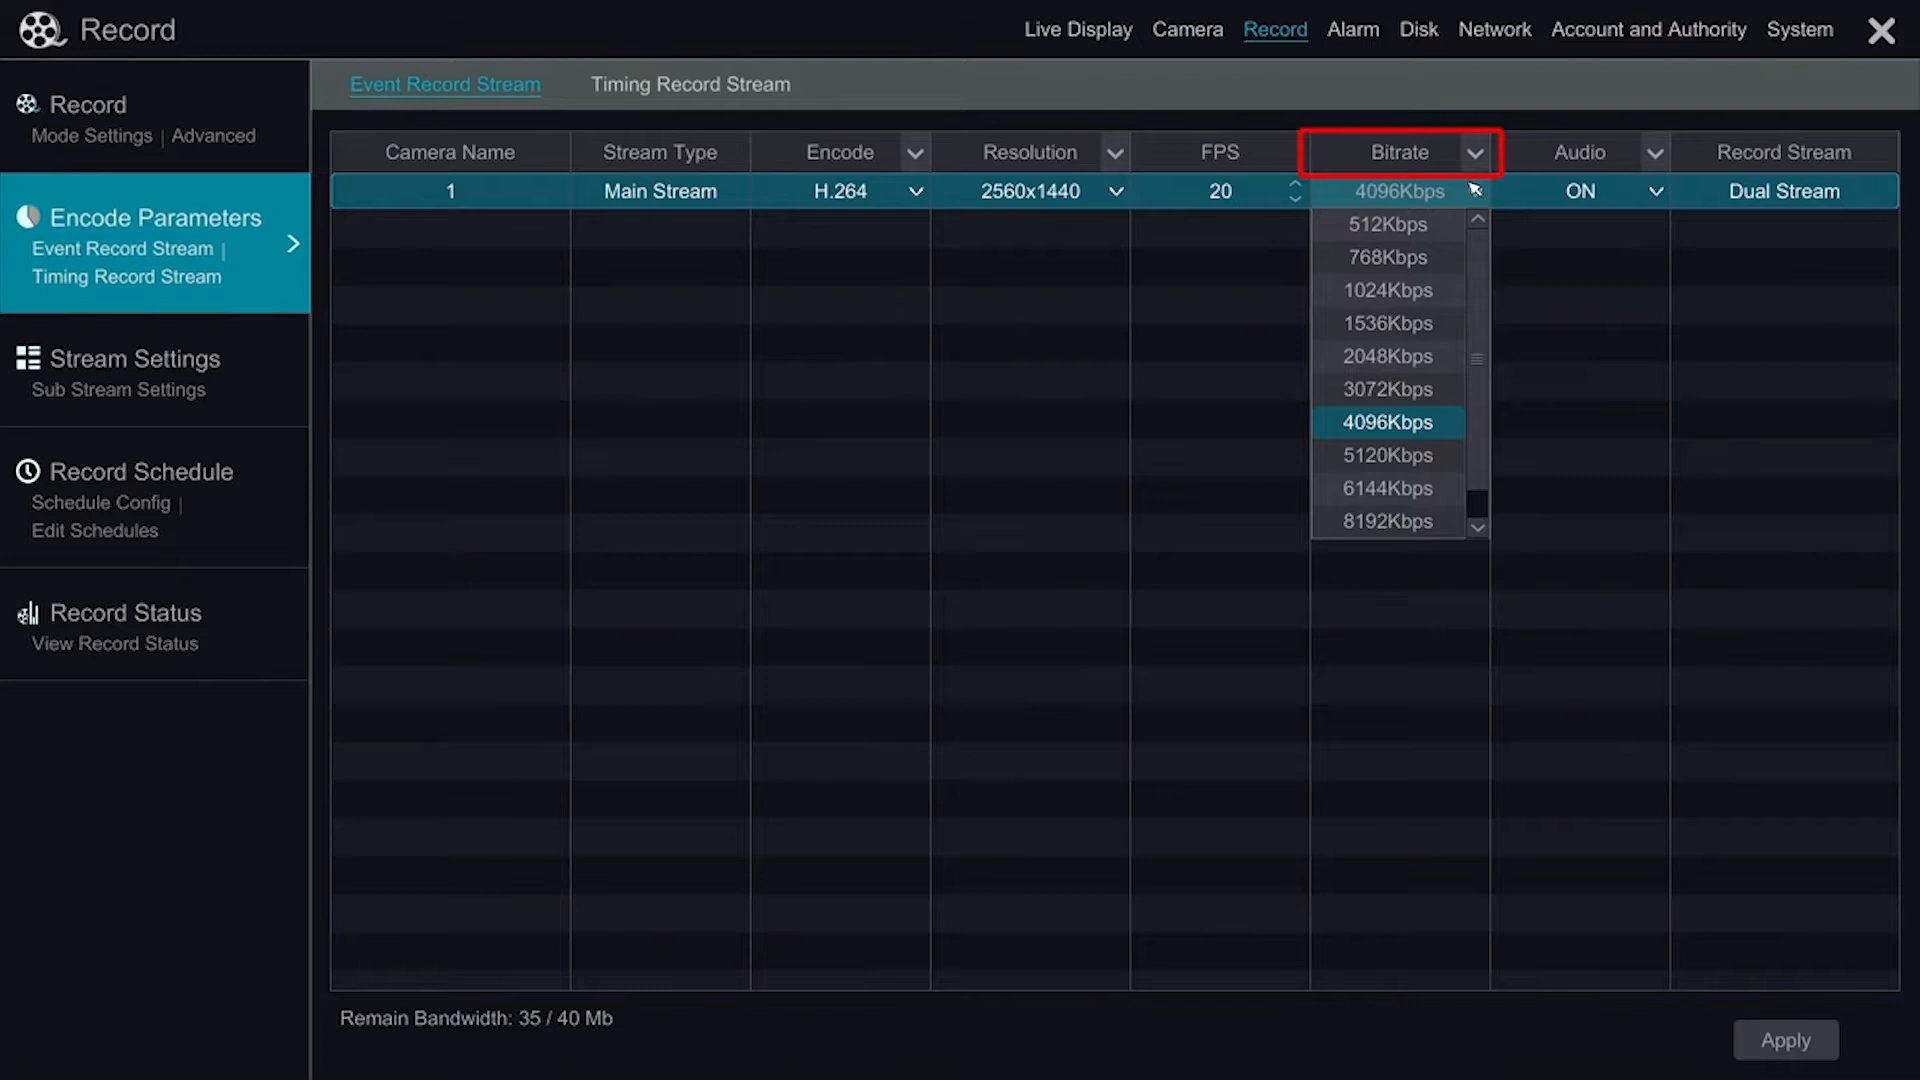 Record
Live Display Camera Record Alarm Disk Network Account and Authority System
Event Record Stream Timing Record Stream
Record
Mode Settings | Advanced
Encode Parameters
Event Record Stream |
Timing Record Stream
Stream Settings
Sub Stream Settings
Record Schedule
Schedule Config |
Edit Schedules
Record Status
View Record Status
Camera Name Stream Type Encode Resolution FPS Bitrate Audio Record Stream
1 Main Stream H.264 2560x1440 20 4096Kbps ON Dual Stream
512Kbps
768Kbps
1024Kbps
1536Kbps
2048Kbps
3072Kbps
4096Kbps
5120Kbps
6144Kbps
8192Kbps
Remain Bandwidth: 35 / 40 Mb
Apply